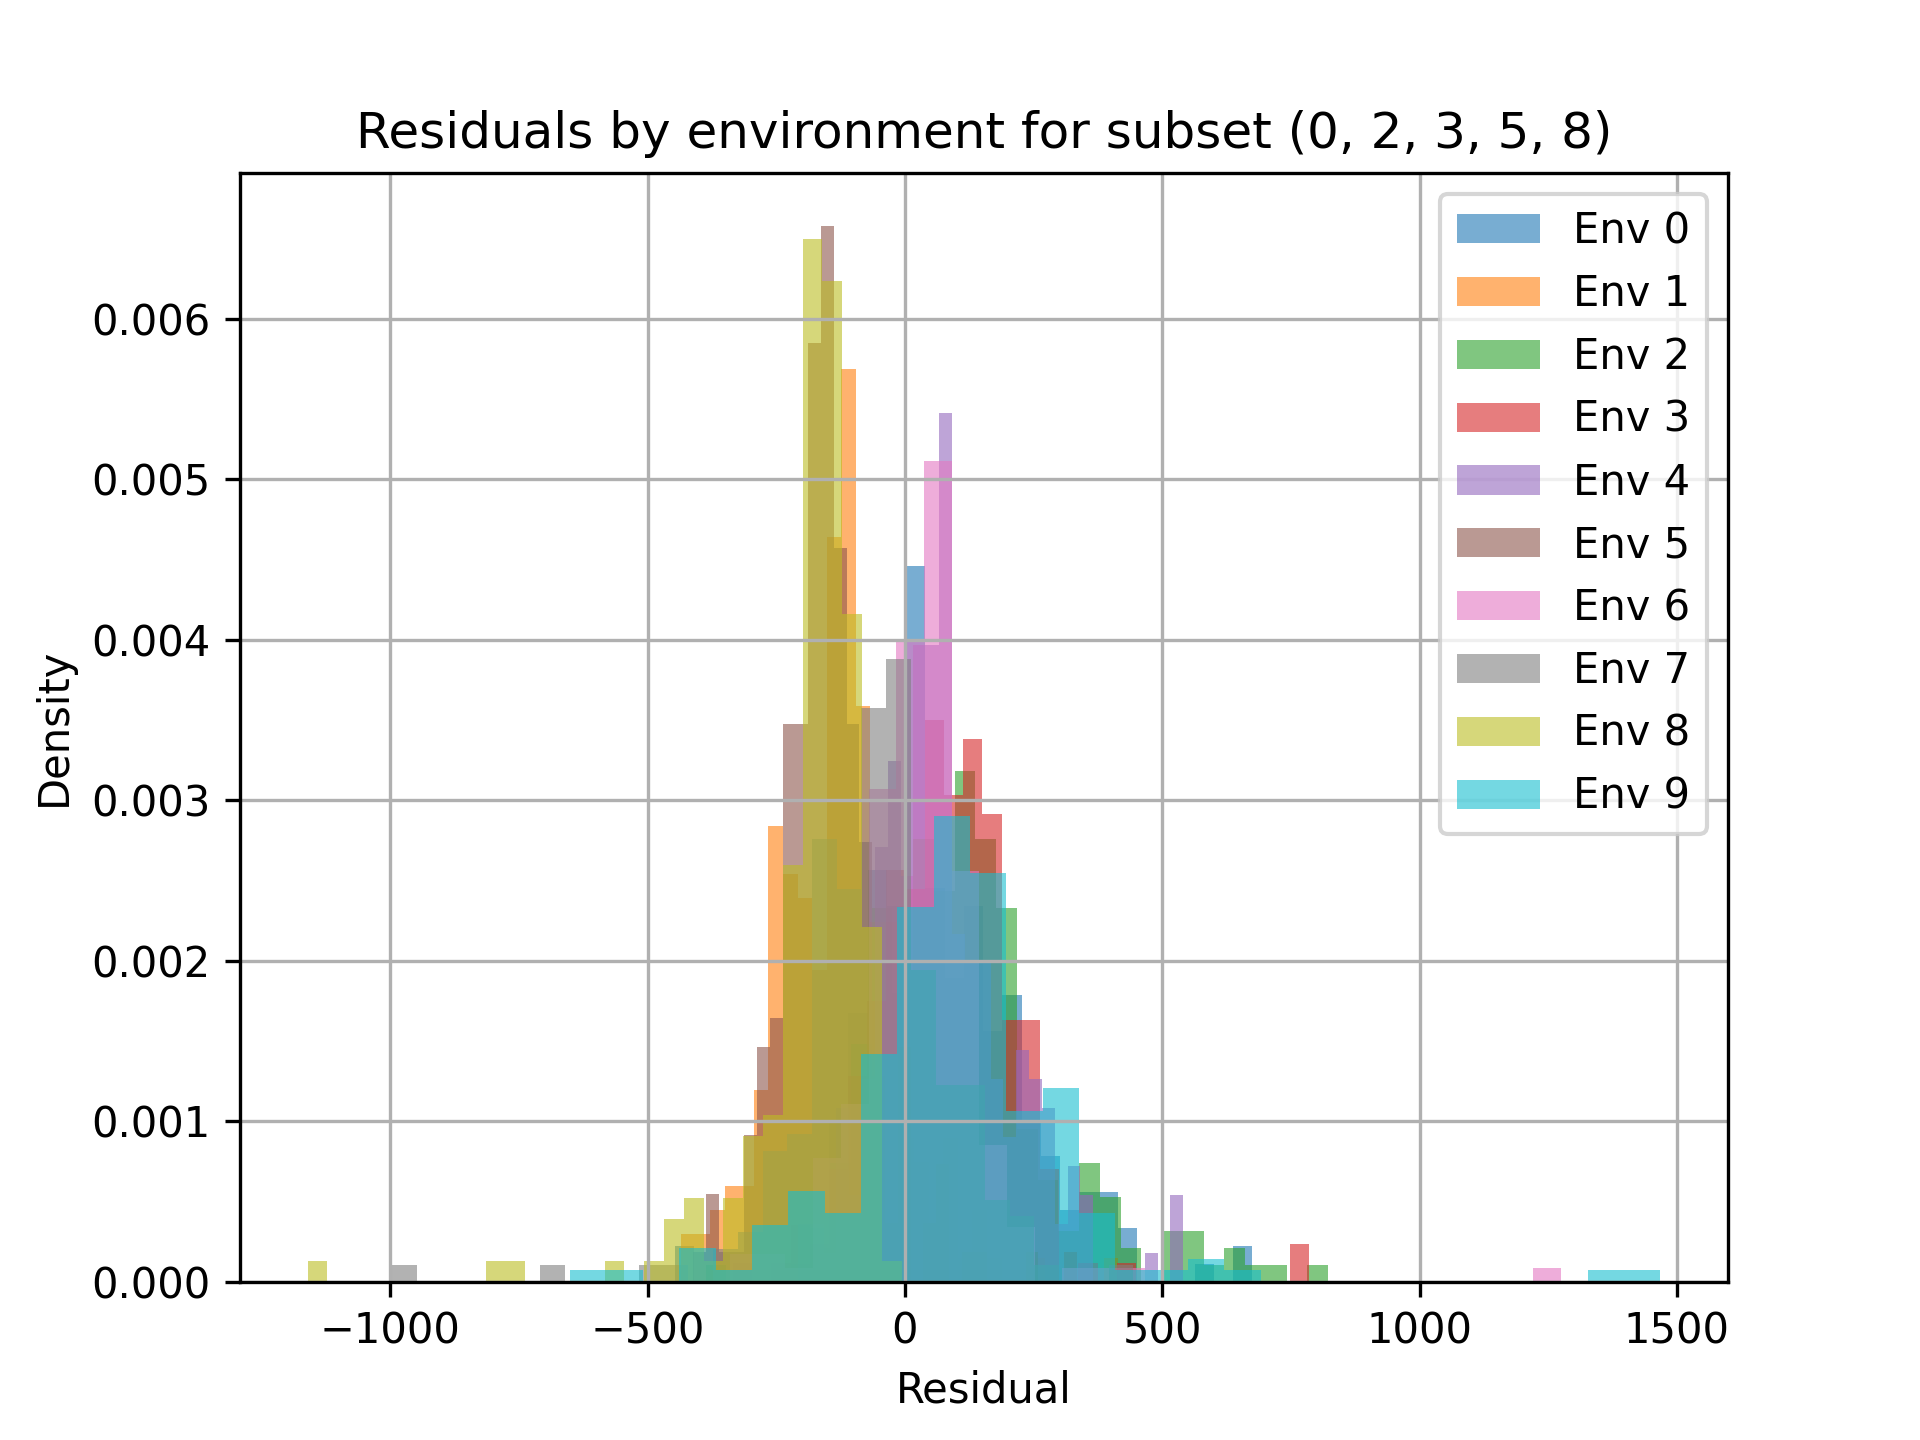 Residuals by environment for subset (0, 2, 3, 5, 8)
Env 0
Env 1
Env 2
Env 3
Env 4
Env 5
Env 6
Env 7
Env 8
Env 9
Density
0.006
0.005
0.004
0.003
0.002
0.001
0.000
−1000
−500
0
500
1000
1500
Residual